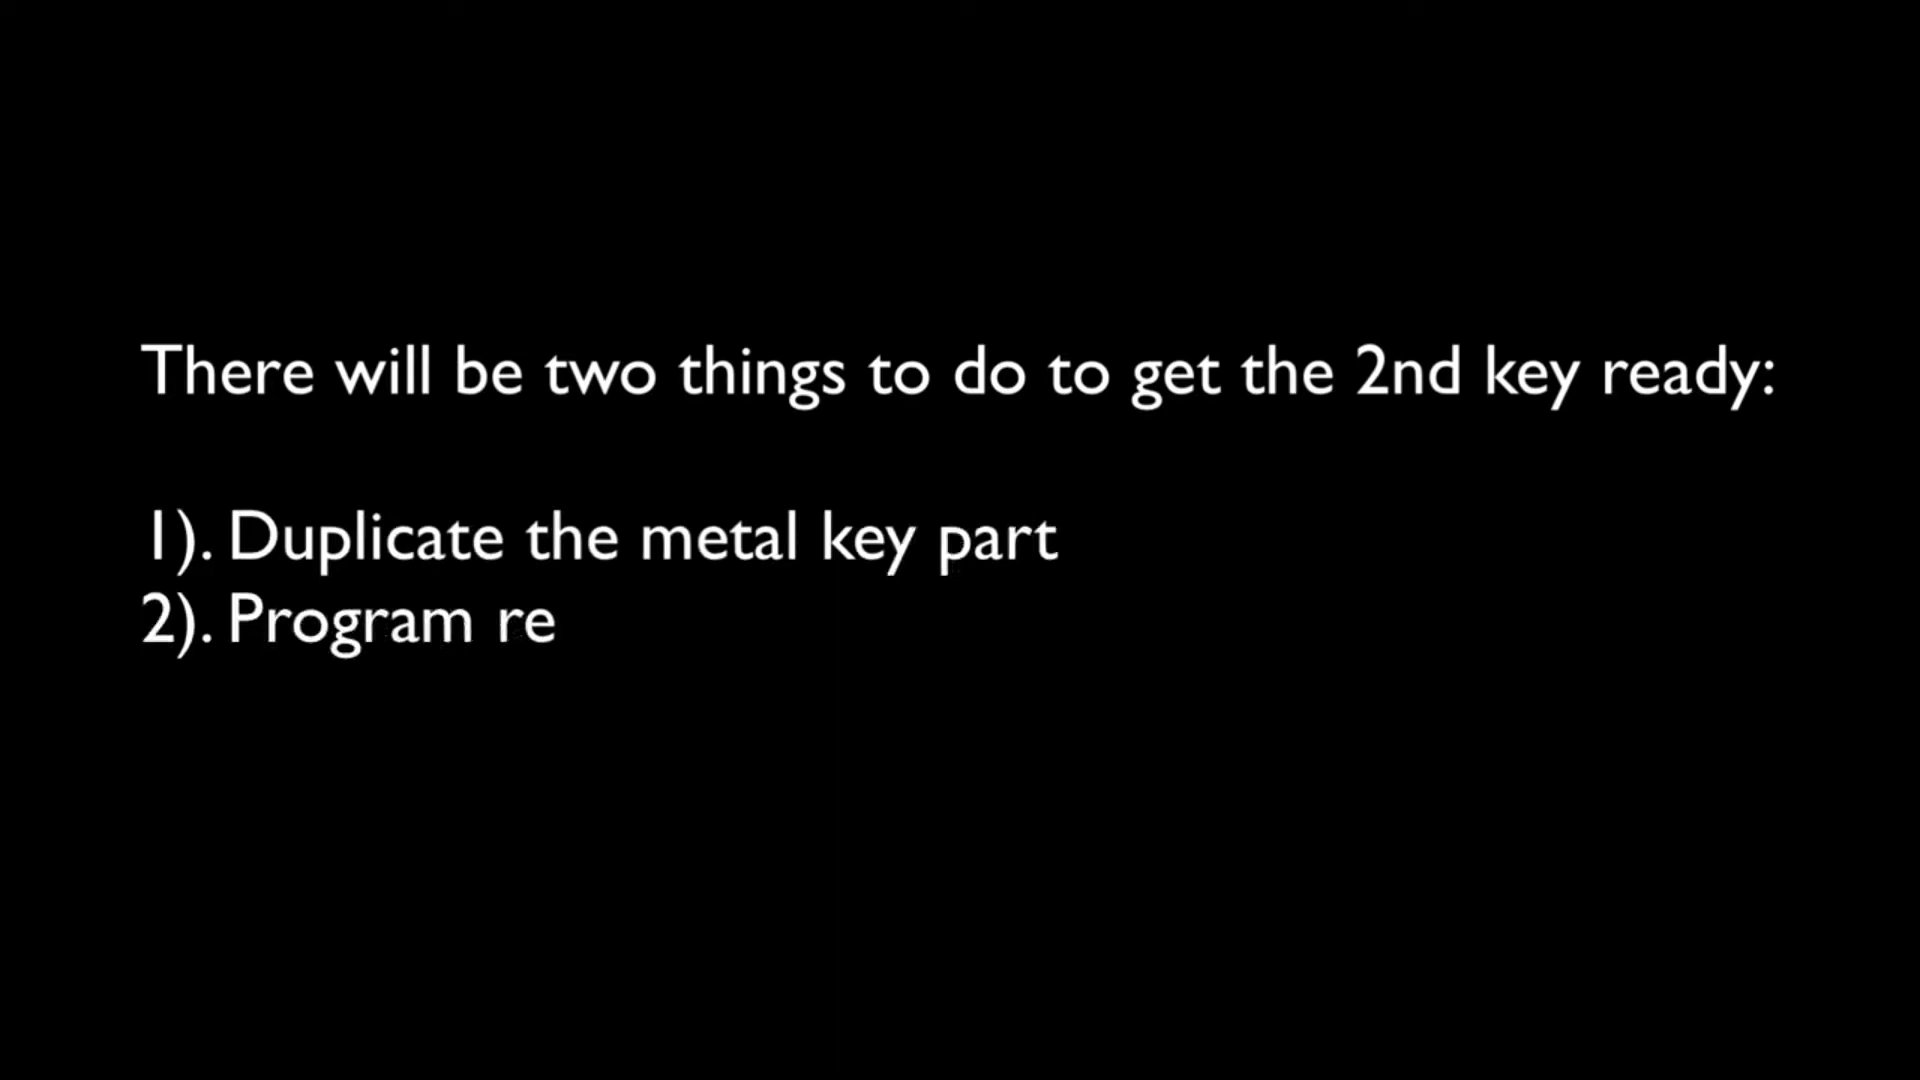 There will be two things to do to get the 2nd key ready:
1). Duplicate the metal key part
2). Program re